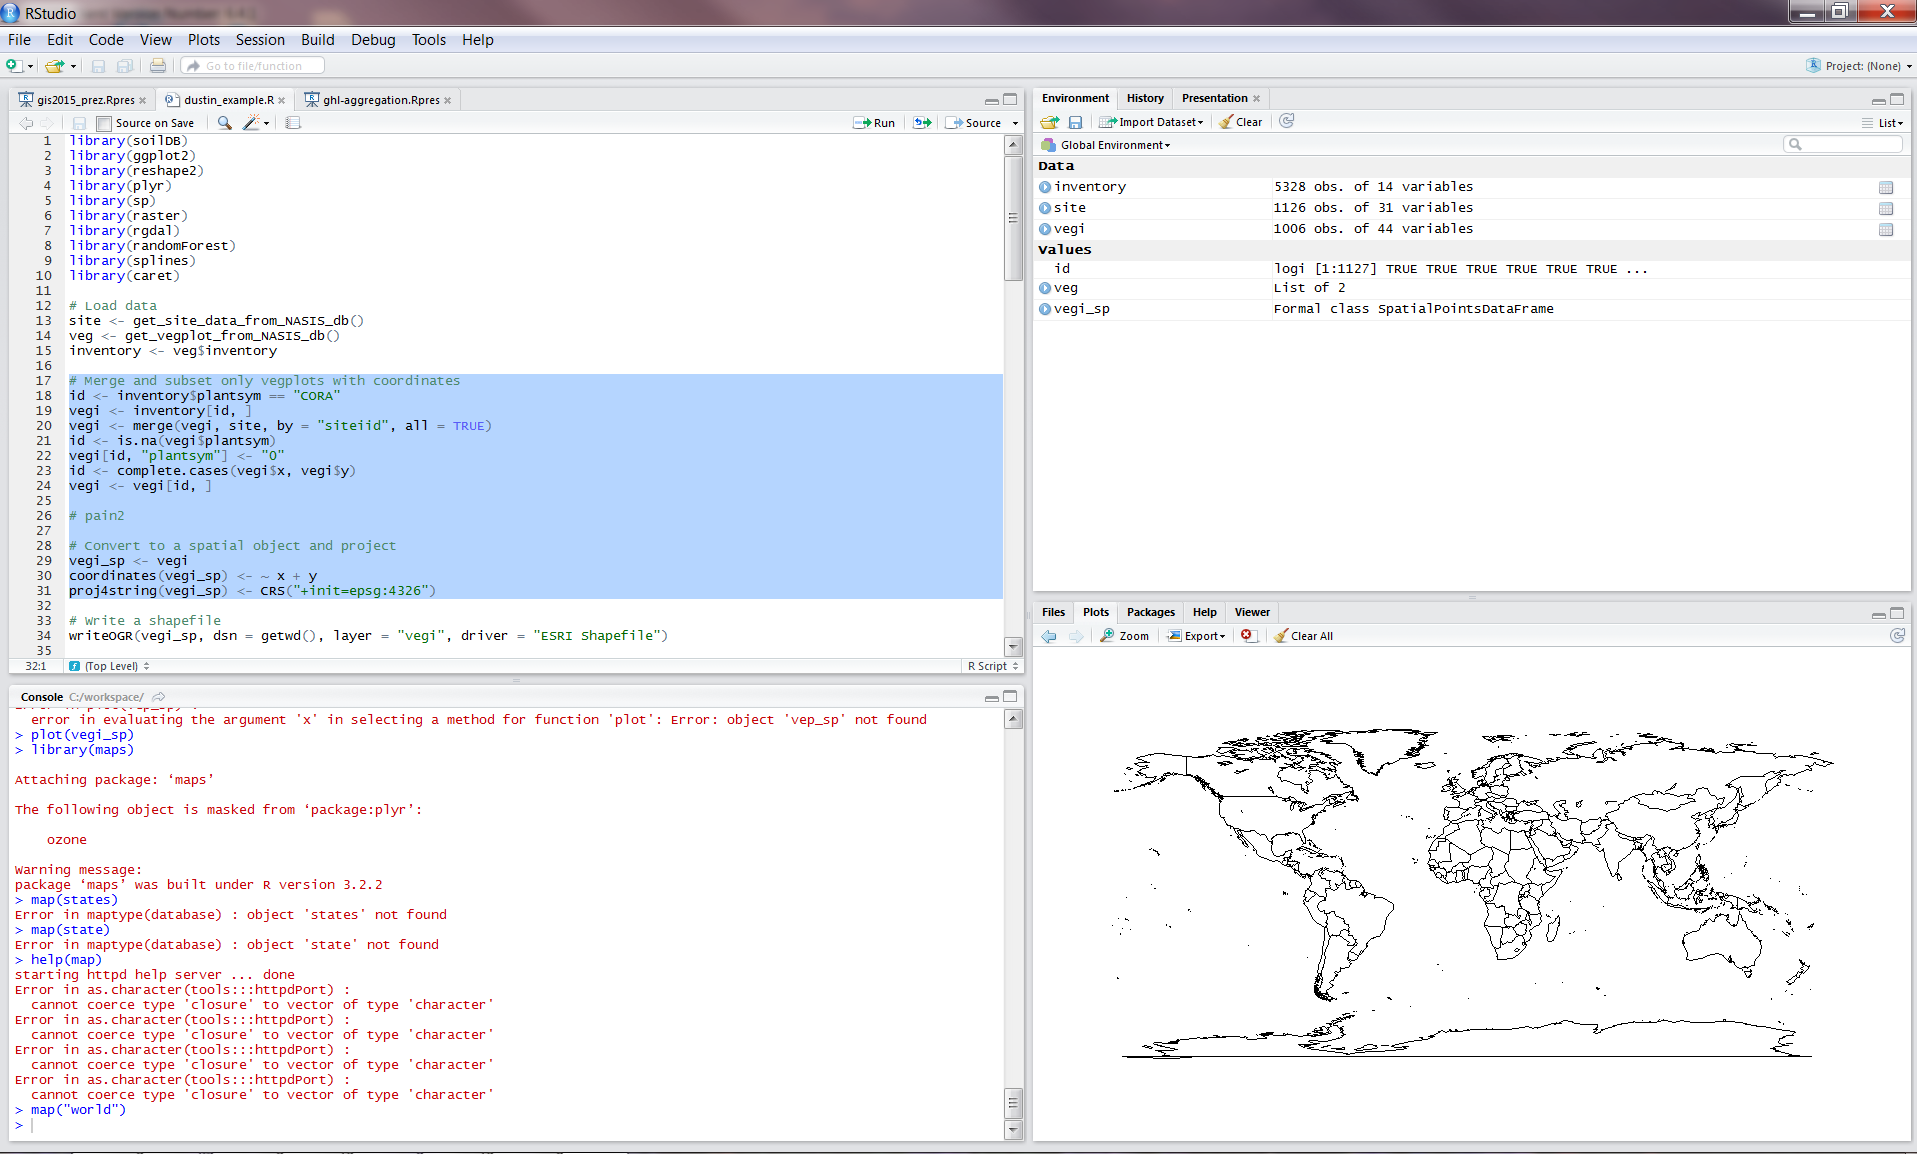 RStudio
File Edit Code View Plots Session Build Debug Tools Help
Go to file/function
Project: (None)
gis2015_prez.Rpres
dustin_example.R
ghl-aggregation.Rpres
Source on Save
Run
Source
1 library(soilDB)
2 library(ggplot2)
3 library(reshape2)
4 library(plyr)
5 library(sp)
6 library(raster)
7 library(rgdal)
8 library(randomForest)
9 library(splines)
10 library(caret)
11
12 # Load data
13 site <- get_site_data_from_NASIS_db()
14 veg <- get_vegplot_from_NASIS_db()
15 inventory <- veg$inventory
16
17 # Merge and subset only vegplots with coordinates
18 id <- inventory$plantsym == "CORA"
19 vegi <- inventory[id, ]
20 vegi <- merge(vegi, site, by = "siteiid", all = TRUE)
21 id <- is.na(vegi$plantsym)
22 vegi[id, "plantsym"] <- "0"
23 id <- complete.cases(vegi$x, vegi$y)
24 vegi <- vegi[id, ]
25
26 # pain2
27
28 # Convert to a spatial object and project
29 vegi_sp <- vegi
30 coordinates(vegi_sp) <- ~ x + y
31 proj4string(vegi_sp) <- CRS("+init=epsg:4326")
32
33 # Write a shapefile
34 writeOGR(vegi_sp, dsn = getwd(), layer = "vegi", driver = "ESRI Shapefile")
35
32:1 (Top Level) R Script
Console C:/workspace/
error in evaluating the argument 'x' in selecting a method for function 'plot': Error: object 'vep_sp' not found
> plot(vegi_sp)
> library(maps)
Attaching package: ‘maps’
The following object is masked from ‘package:plyr’:
ozone
Warning message:
package ‘maps’ was built under R version 3.2.2
> map(states)
Error in maptype(database) : object 'states' not found
> map(state)
Error in maptype(database) : object 'state' not found
> help(map)
starting httpd help server ... done
Error in as.character(tools:::httpdPort) :
cannot coerce type 'closure' to vector of type 'character'
Error in as.character(tools:::httpdPort) :
cannot coerce type 'closure' to vector of type 'character'
Error in as.character(tools:::httpdPort) :
cannot coerce type 'closure' to vector of type 'character'
Error in as.character(tools:::httpdPort) :
cannot coerce type 'closure' to vector of type 'character'
> map("world")
>
Environment History Presentation
Import Dataset Clear
List
Global Environment
Data
inventory 5328 obs. of 14 variables
site 1126 obs. of 31 variables
vegi 1006 obs. of 44 variables
Values
id logi [1:1127] TRUE TRUE TRUE TRUE TRUE TRUE ...
veg List of 2
vegi_sp Formal class SpatialPointsDataFrame
Files Plots Packages Help Viewer
Zoom Export Clear All